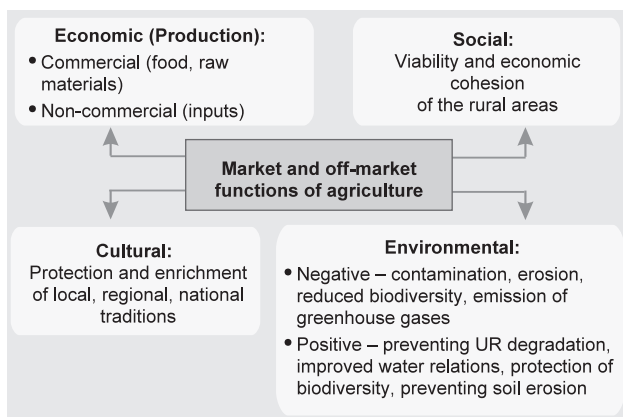 Economic (Production):
• Commercial (food, raw
materials)
• Non-commercial (inputs)
Social:
Viability and economic
cohesion
of the rural areas
Market and off-market
functions of agriculture
Cultural:
Protection and enrichment
of local, regional, national
traditions
Environmental:
• Negative – contamination, erosion,
reduced biodiversity, emission of
greenhouse gases
• Positive – preventing UR degradation,
improved water relations, protection of
biodiversity, preventing soil erosion